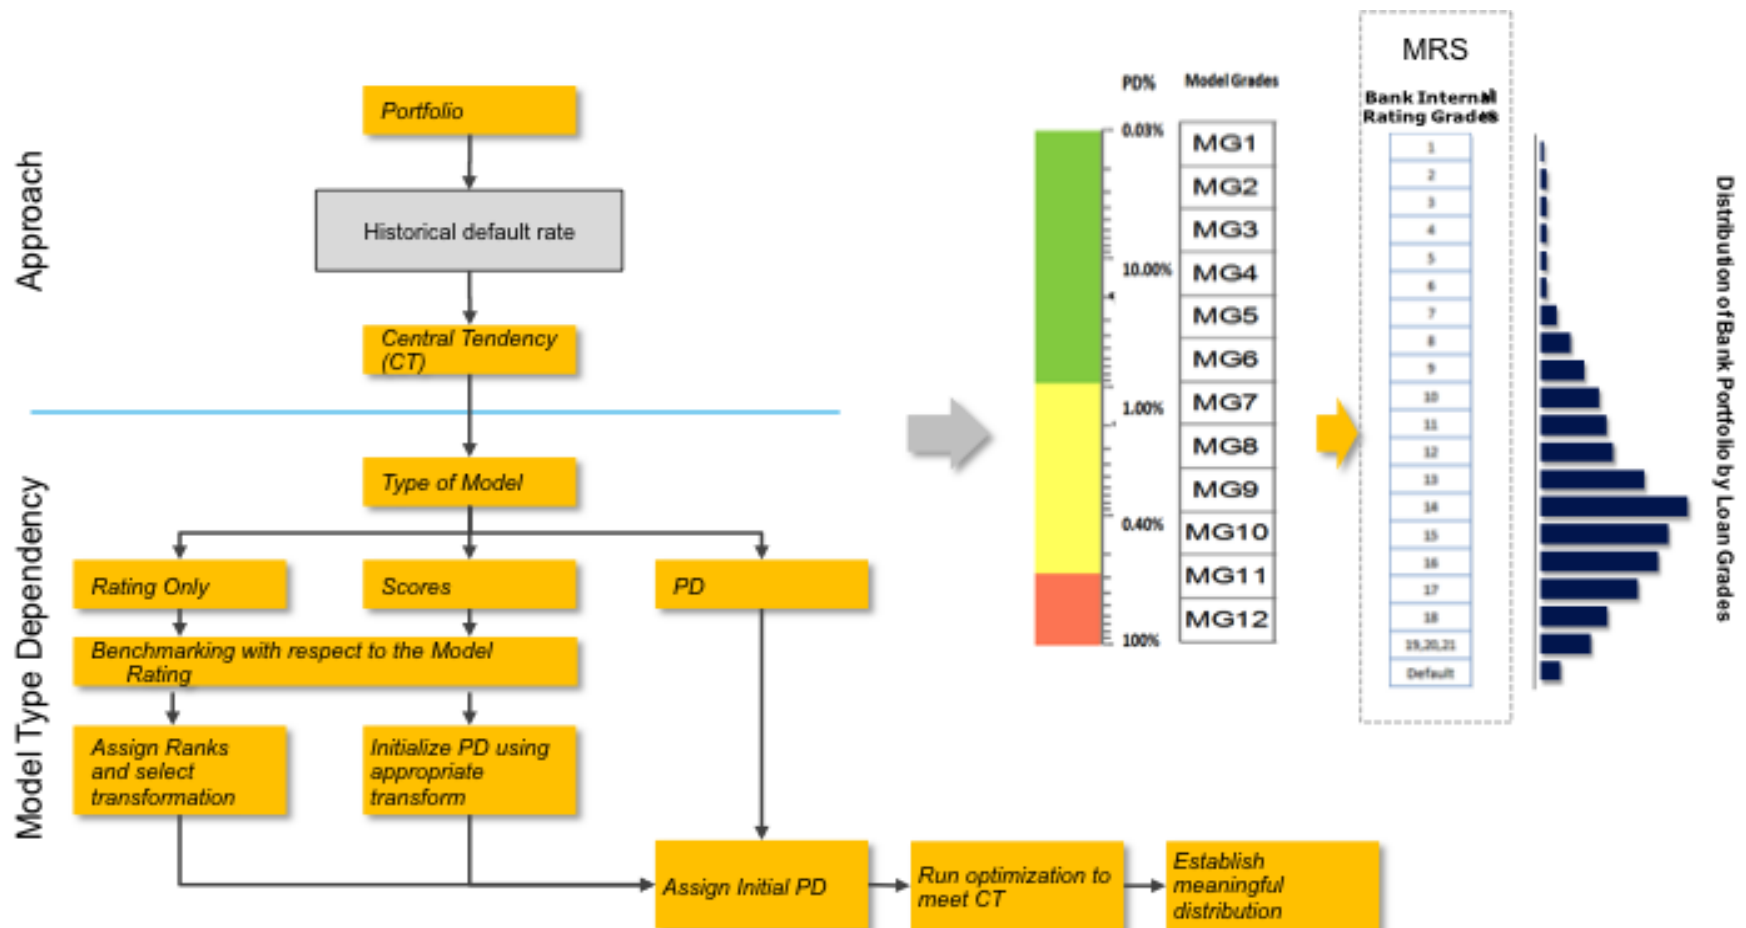 Approach
Portfolio
Historical default rate
Central Tendency
(CT)
Model Type Dependency
Type of Model
Rating Only
Scores
PD
Benchmarking with respect to the Model
Rating
Assign Ranks
and select
transformation
Initialize PD using
appropriate
transform
Assign Initial PD
Run optimization to
meet CT
Establish
meaningful
distribution
PD%
Model Grades
0.03%
10.00%
1.00%
0.40%
100%
MG1
MG2
MG3
MG4
MG5
MG6
MG7
MG8
MG9
MG10
MG11
MG12
MRS
Bank Internal
Rating Grades
1
2
3
4
5
6
7
8
9
10
11
12
13
14
15
16
17
18
19,20,21
Default
Distribution of Bank Portfolio by Loan Grades